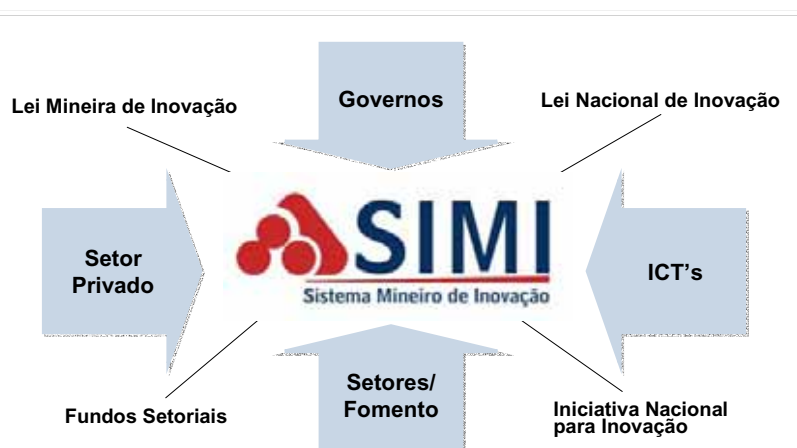 Governos
Lei Mineira de Inovação
Lei Nacional de Inovação
Setor
Privado
SIMI
Sistema Mineiro de Inovação
ICT's
Setores/
Fomento
Fundos Setoriais
Iniciativa Nacional
para Inovação